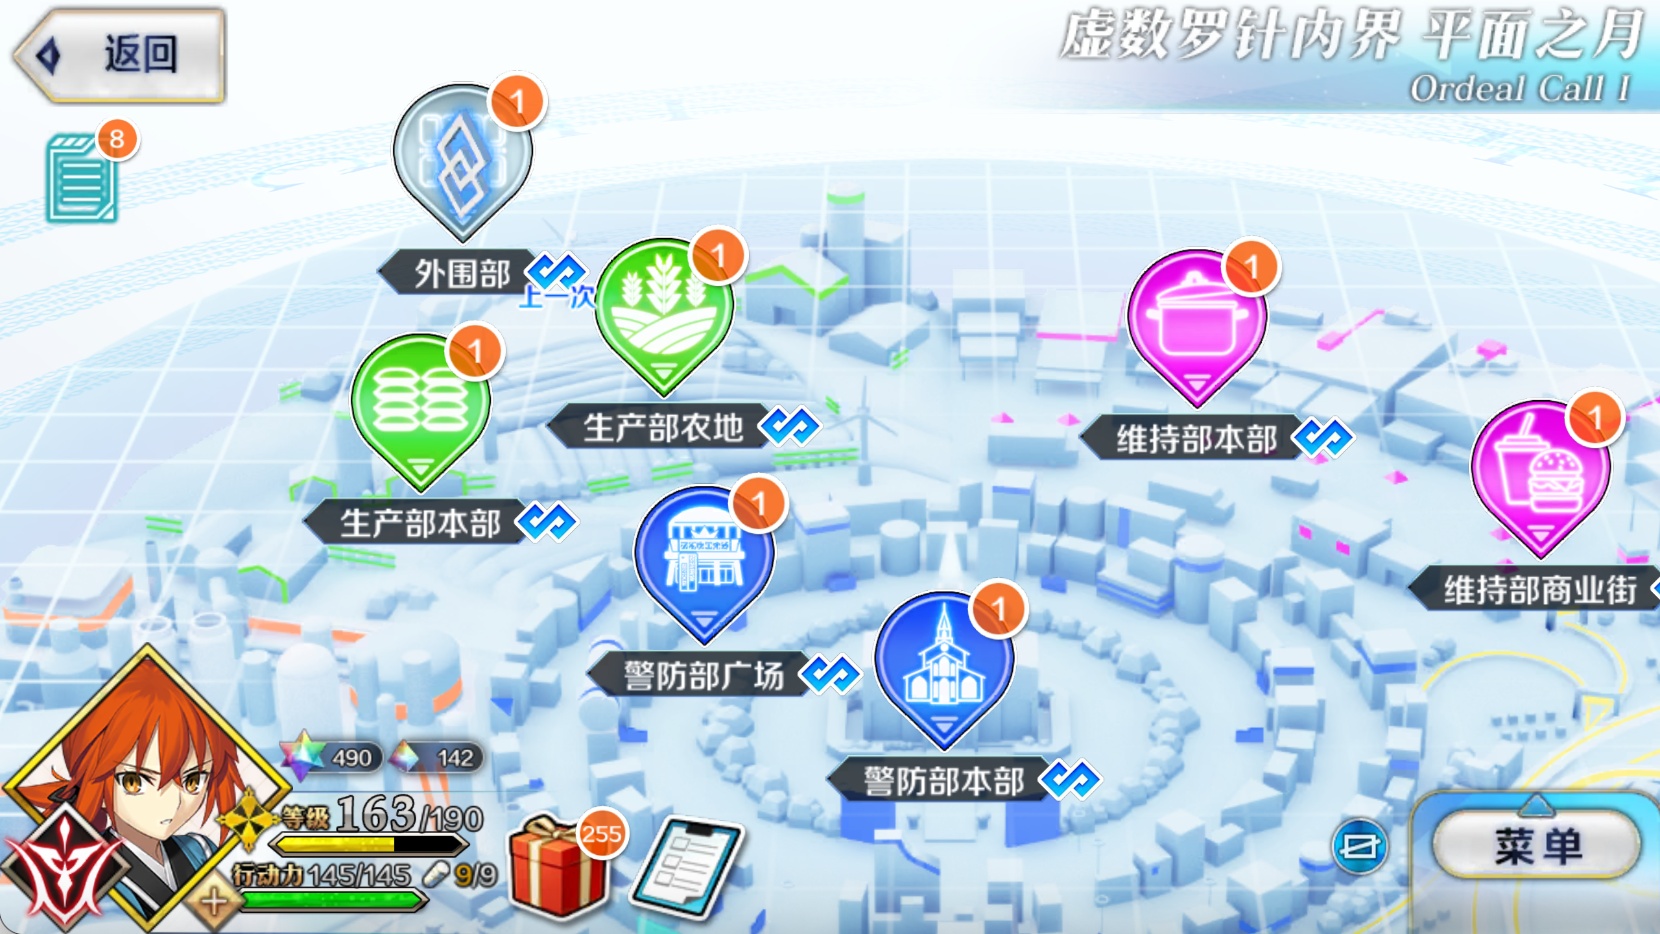 返回
虚数罗针内界 平面之月
Ordeal Call I
8
1
外围部
上一次
1
生产部农地
1
维持部本部
1
生产部本部
1
维持部商业街
1
警防部广场
1
警防部本部
490
142
等级 163/190
行动力 145/145 9/9
255
菜单